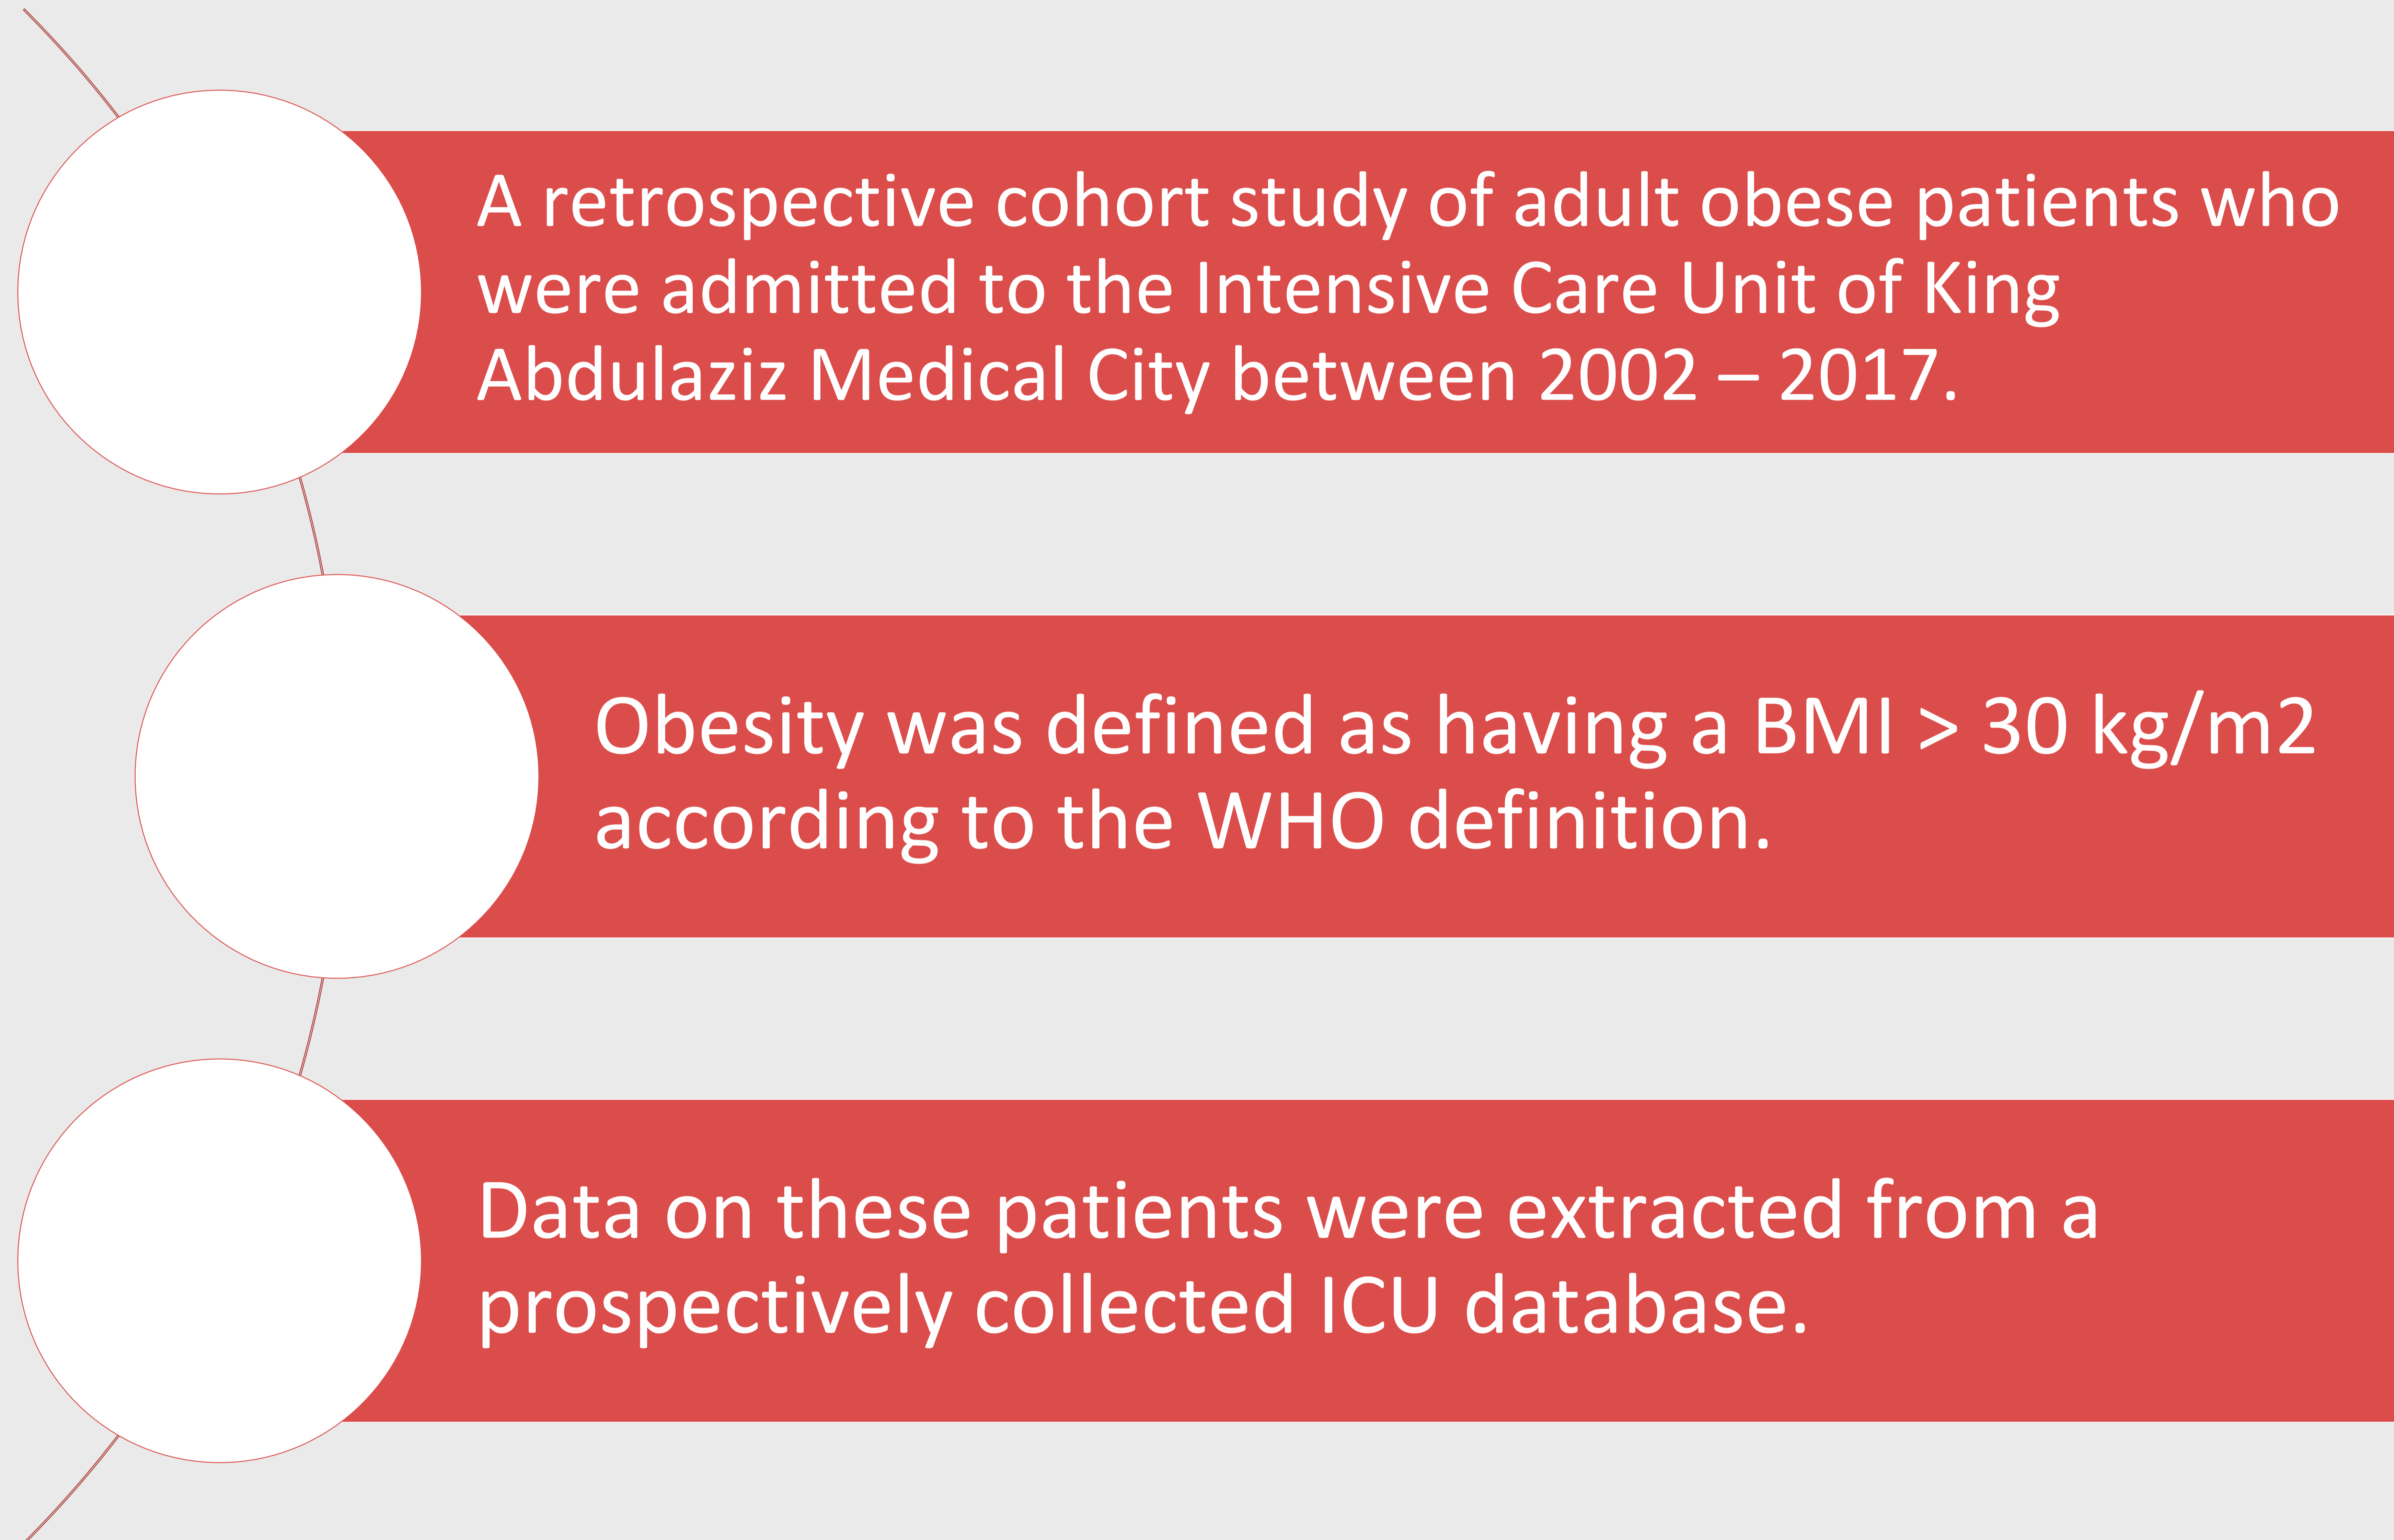 A retrospective cohort study of adult obese patients who
were admitted to the Intensive Care Unit of King
Abdulaziz Medical City between 2002 – 2017.
Obesity was defined as having a BMI > 30 kg/m2
according to the WHO definition.
Data on these patients were extracted from a
prospectively collected ICU database.